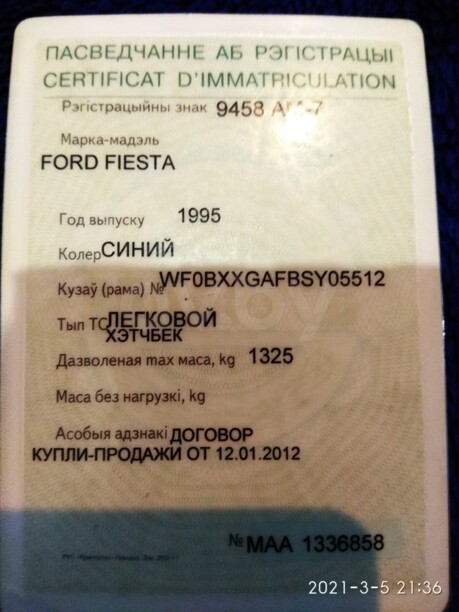 ПАСВЕДЧАННЕ АБ РЭГІСТРАЦЫІ
CERTIFICAT D'IMMATRICULATION
Рэгістрацыйны знак 9458 AM-7
Марка-мадэль
FORD FIESTA
Год выпуску 1995
Колер СИНИЙ
Кузаў (рама) № WF0BXXGAFBSY05512
Тып ТС ЛЕГКОВОЙ
ХЭТЧБЕК
Дазволеная max маса, kg 1325
Маса без нагрузкі, kg
Асобыя адзнакі ДОГОВОР
КУПЛИ-ПРОДАЖИ ОТ 12.01.2012
№ МАА 1336858
2021-3-5 21:36